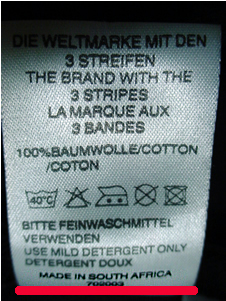 DIE WELTMARKE MIT DEN
3 STREIFEN
THE BRAND WITH THE
3 STRIPES
LA MARQUE AUX
3 BANDES
100%BAUMWOLLE/COTTON
/COTON
40°C
BITTE FEINWASCHMITTEL
VERWENDEN
USE MILD DETERGENT ONLY
DETERGENT DOUX
MADE IN SOUTH AFRICA
702003